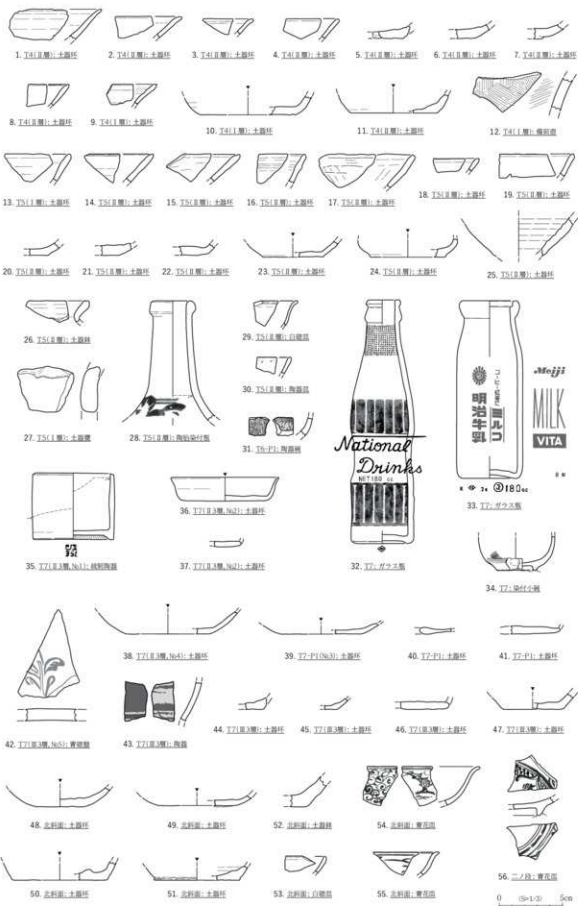 1. T4(Ⅱ層); 土器坏
2. T4(Ⅱ層); 土器坏
3. T4(Ⅱ層); 土器坏
4. T4(Ⅱ層); 土器坏
5. T4(Ⅱ層); 土器坏
6. T4(Ⅱ層); 土器坏
7. T4(Ⅱ層); 土器坏
8. T4(Ⅱ層); 土器坏
9. T4(Ⅰ層); 土器坏
10. T4(Ⅰ層); 土器坏
11. T4(Ⅱ層); 土器坏
12. T4(Ⅰ層); 備前壺
13. T5(Ⅰ層); 土器坏
14. T5(Ⅱ層); 土器坏
15. T5(Ⅱ層); 土器坏
16. T5(Ⅱ層); 土器坏
17. T5(Ⅱ層); 土器坏
18. T5(Ⅱ層); 土器坏
19. T5(Ⅱ層); 土器坏
20. T5(Ⅱ層); 土器坏
21. T5(Ⅱ層); 土器坏
22. T5(Ⅱ層); 土器坏
23. T5(Ⅱ層); 土器坏
24. T5(Ⅱ層); 土器坏
25. T5(Ⅱ層); 土器坏
26. T5(Ⅱ層); 土器鉢
27. T5(Ⅰ層); 土器
28. T5(Ⅱ層); 陶胎染付瓶
29. T5(Ⅱ層); 白磁皿
30. T5(Ⅱ層); 陶器皿
31. T6-P1; 陶器碗
National
Drinks
NET 180 cc
32. T7; ガラス瓶
コーヒー・ビタミン入
ミルク
明治牛乳
Meiji
MILK
VITA
180cc
33. T7; ガラス瓶
34. T7; 染付小碗
35. T7(Ⅱ3層, №1); 硬制陶器
36. T7(Ⅱ3層, №2); 土器坏
37. T7(Ⅱ3層, №2); 土器坏
38. T7(Ⅱ3層, №4); 土器坏
39. T7-P1(№3); 土器坏
40. T7-P1; 土器坏
41. T7-P1; 土器坏
42. T7(Ⅲ3層, №5); 青磁盤
43. T7(Ⅲ3層); 陶器
44. T7(Ⅲ3層); 土器坏
45. T7(Ⅲ3層); 土器坏
46. T7(Ⅲ3層); 土器坏
47. T7(Ⅲ3層); 土器坏
48. 北斜面; 土器坏
49. 北斜面; 土器坏
52. 北斜面; 土器鉢
54. 北斜面; 青花皿
50. 北斜面; 土器坏
51. 北斜面; 土器坏
53. 北斜面; 白磁皿
55. 北斜面; 青花皿
56. 二ノ段; 青花皿
0 (S=1/3) 5cm